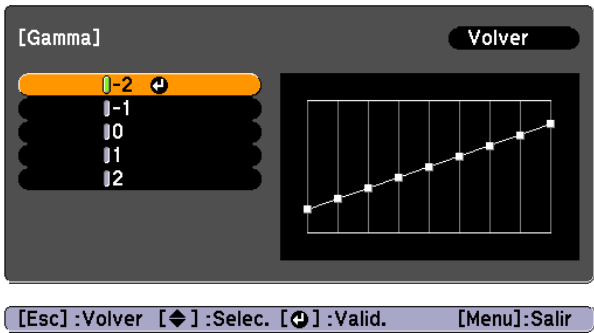 [Gamma] Volver
-2
-1
0
1
2
[Esc] :Volver [ ] :Selec. [ ] :Valid. [Menu]:Salir